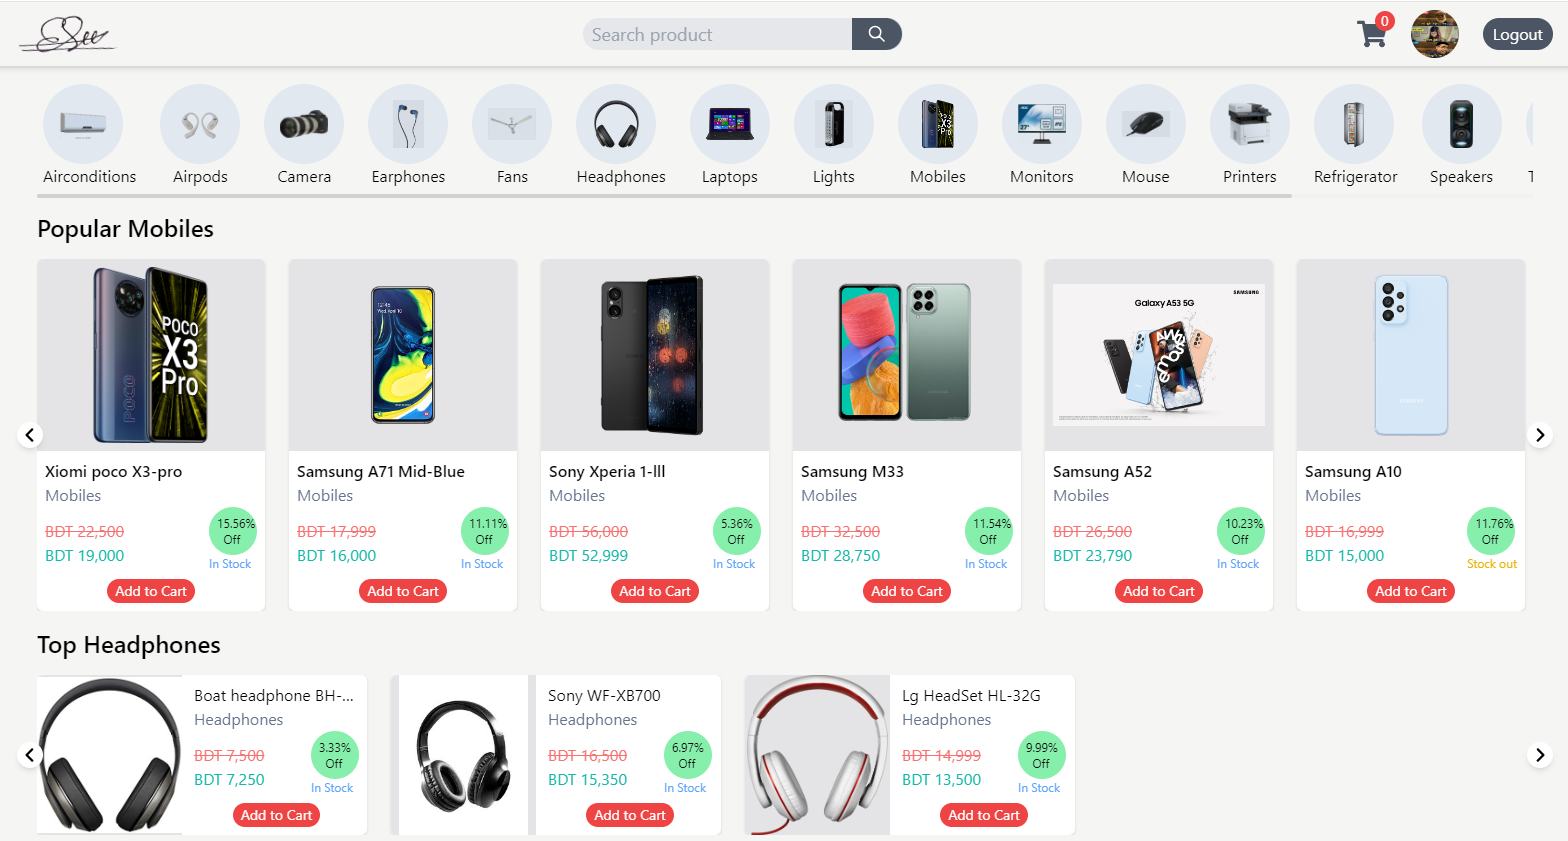 Search product
0
Logout
Airconditions
Airpods
Camera
Earphones
Fans
Headphones
Laptops
Lights
Mobiles
Monitors
Mouse
Printers
Refrigerator
Speakers
Popular Mobiles
POCO
X3
Pro
POCO
Galaxy A53 5G
SAMSUNG
Xiomi poco X3-pro
Mobiles
BDT 22,500
BDT 19,000
15.56%
Off
In Stock
Add to Cart
Samsung A71 Mid-Blue
Mobiles
BDT 17,999
BDT 16,000
11.11%
Off
In Stock
Add to Cart
Sony Xperia 1-lll
Mobiles
BDT 56,000
BDT 52,999
5.36%
Off
In Stock
Add to Cart
Samsung M33
Mobiles
BDT 32,500
BDT 28,750
11.54%
Off
In Stock
Add to Cart
Samsung A52
Mobiles
BDT 26,500
BDT 23,790
10.23%
Off
In Stock
Add to Cart
Samsung A10
Mobiles
BDT 16,999
BDT 15,000
11.76%
Off
Stock out
Add to Cart
Top Headphones
Boat headphone BH-...
Headphones
BDT 7,500
BDT 7,250
3.33%
Off
In Stock
Add to Cart
Sony WF-XB700
Headphones
BDT 16,500
BDT 15,350
6.97%
Off
In Stock
Add to Cart
Lg HeadSet HL-32G
Headphones
BDT 14,999
BDT 13,500
9.99%
Off
In Stock
Add to Cart